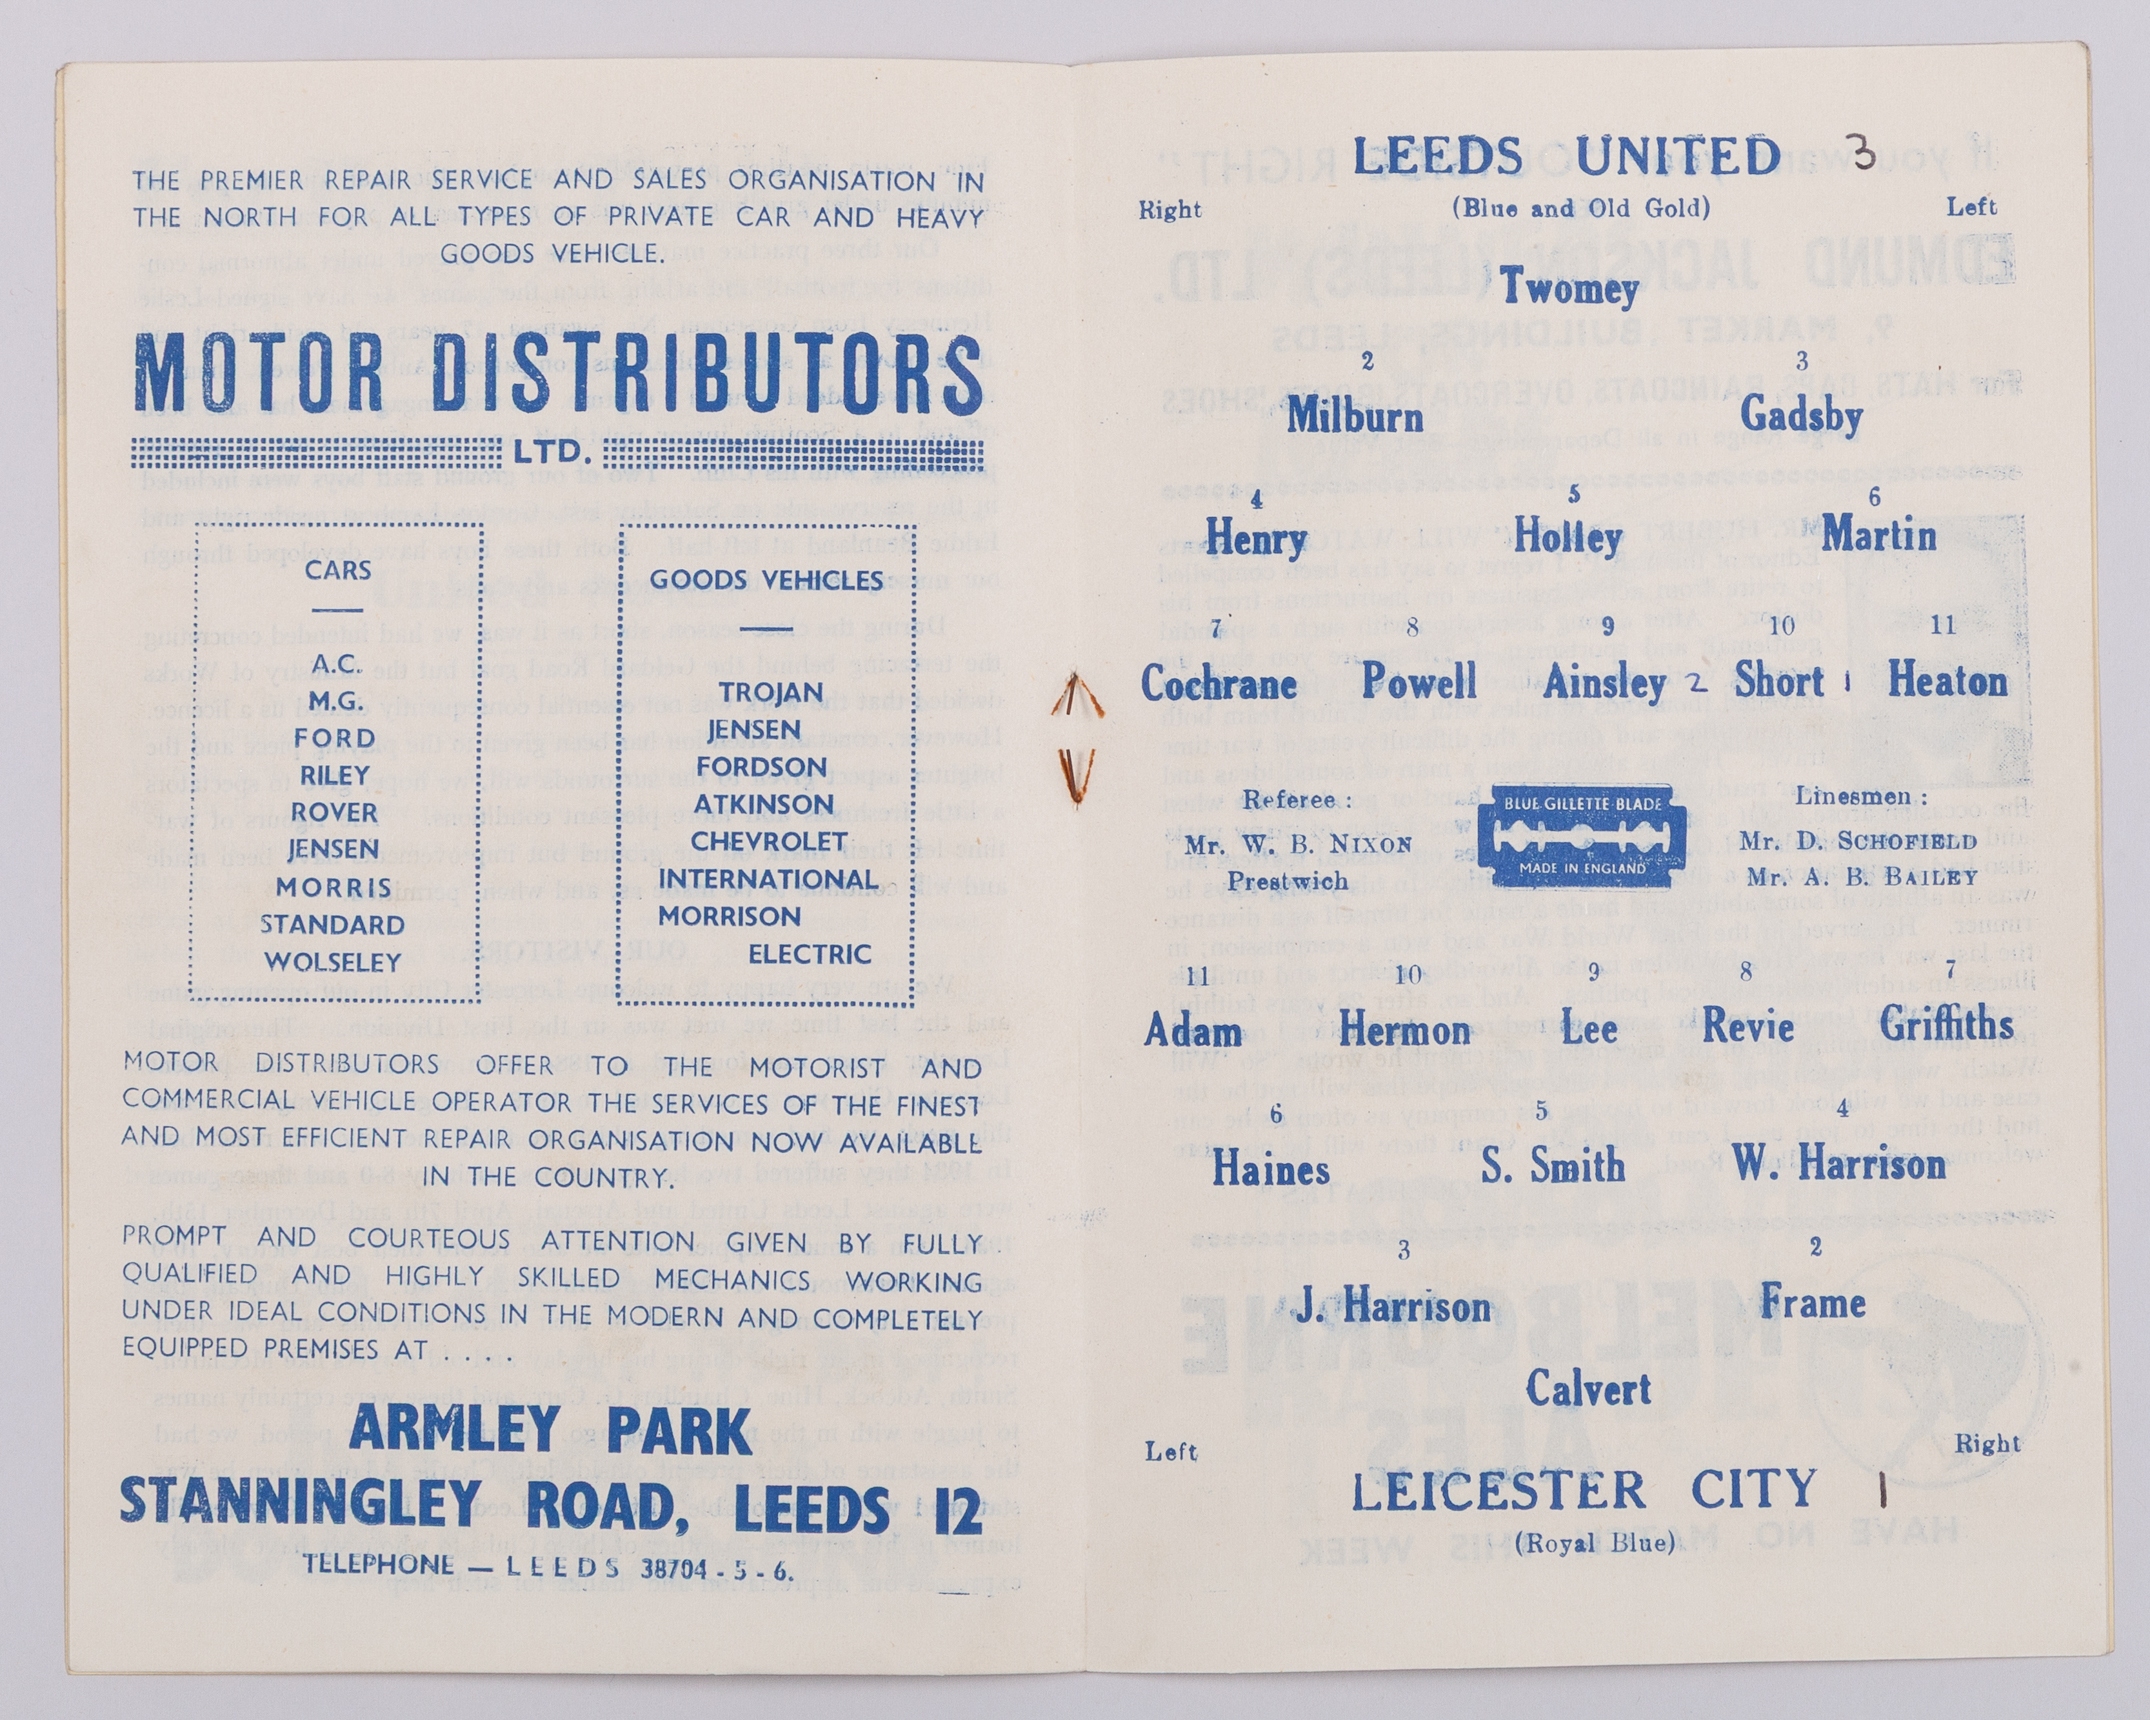 THE PREMIER REPAIR SERVICE AND SALES ORGANISATION IN
THE NORTH FOR ALL TYPES OF PRIVATE CAR AND HEAVY
GOODS VEHICLE.
MOTOR DISTRIBUTORS
LTD.
CARS
A.C.
M.G.
FORD
RILEY
ROVER
JENSEN
MORRIS
STANDARD
WOLSELEY
GOODS VEHICLES
TROJAN
JENSEN
FORDSON
ATKINSON
CHEVROLET
INTERNATIONAL
MORRISON
ELECTRIC
MOTOR DISTRIBUTORS OFFER TO THE MOTORIST AND
COMMERCIAL VEHICLE OPERATOR THE SERVICES OF THE FINEST
AND MOST EFFICIENT REPAIR ORGANISATION NOW AVAILABLE
IN THE COUNTRY.
PROMPT AND COURTEOUS ATTENTION GIVEN BY FULLY
QUALIFIED AND HIGHLY SKILLED MECHANICS WORKING
UNDER IDEAL CONDITIONS IN THE MODERN AND COMPLETELY
EQUIPPED PREMISES AT . . . .
ARMLEY PARK
STANNINGLEY ROAD, LEEDS 12
TELEPHONE — LEEDS 38704 - 5 - 6.
LEEDS UNITED 3
Right (Blue and Old Gold) Left
Twomey
2 3
Milburn Gadsby
4 5 6
Henry Holley Martin
7 8 9 10 11
Cochrane Powell Ainsley 2 Short 1 Heaton
Referee :
Mr. W. B. NIXON
Prestwich
BLUE GILLETTE BLADE
MADE IN ENGLAND
Linesmen :
Mr. D. SCHOFIELD
Mr. A. B. BAILEY
11 10 9 8 7
Adam Hermon Lee Revie Griffiths
6 5 4
Haines S. Smith W. Harrison
3 2
J. Harrison Frame
Calvert
Left Right
LEICESTER CITY 1
(Royal Blue)